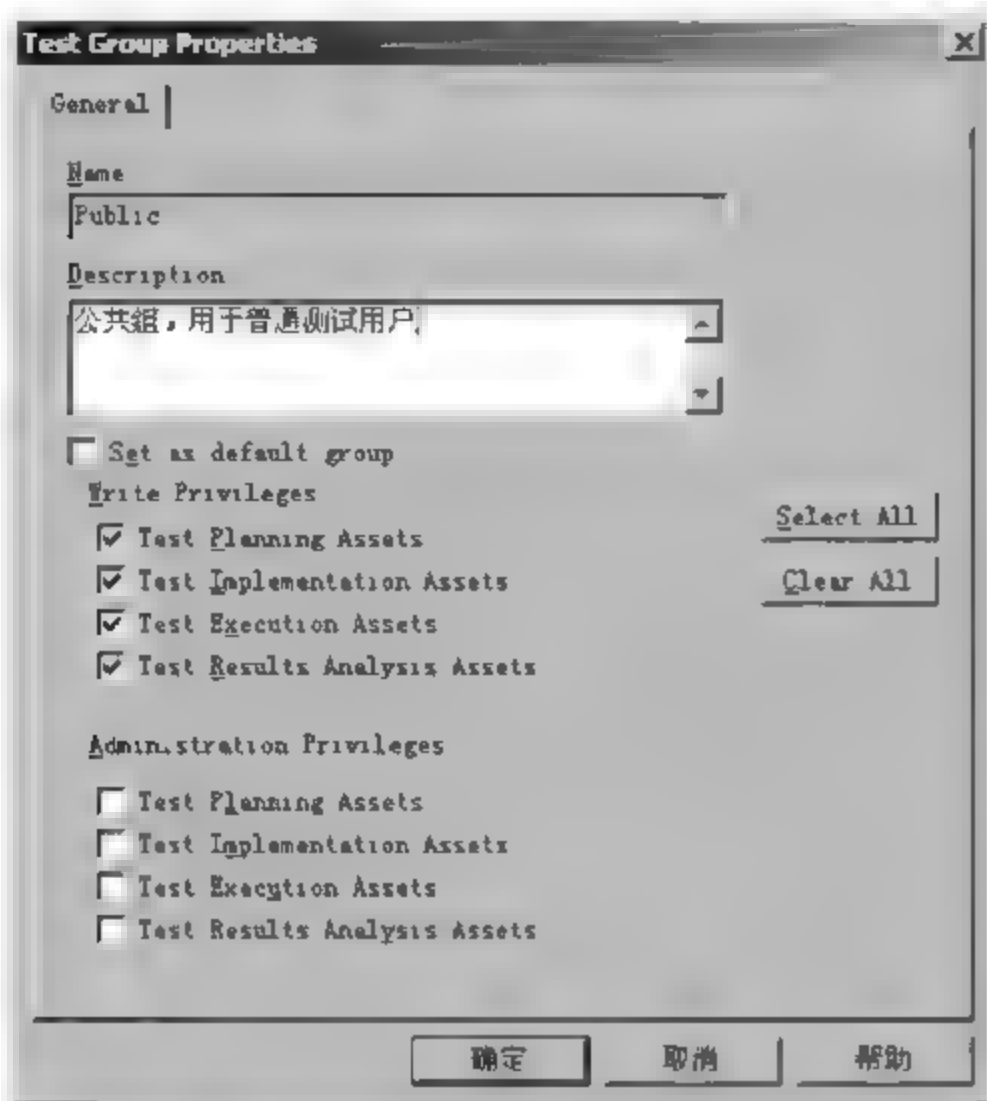 Test Group Properties
General
Name
Public
Description
公共组，用于普通测试用户
Set as default group
Write Privileges
Select All
Test Planning Assets
Clear All
Test Implementation Assets
Test Execution Assets
Test Results Analysis Assets
Administration Privileges
Test Planning Assets
Test Implementation Assets
Test Execution Assets
Test Results Analysis Assets
确定 取消 帮助